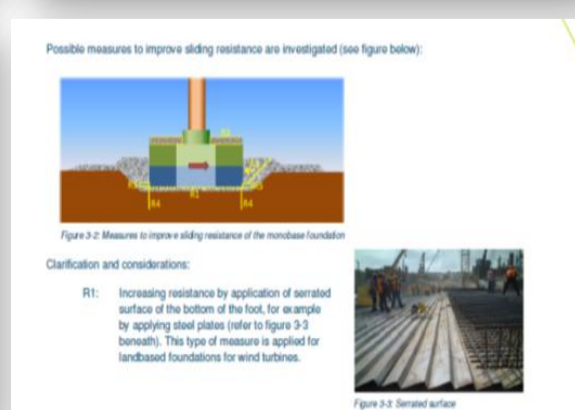 Possible measures to improve sliding resistance are investigated (see figure below):
R1
R4
R4
Figure 3-2: Measures to improve sliding resistance of the monobase foundation
Clarification and considerations:
R1: Increasing resistance by application of serrated
surface of the bottom of the foot, for example
by applying steel plates (refer to figure 3-3
beneath). This type of measure is applied for
landbased foundations for wind turbines.
Figure 3-3: Serrated surface